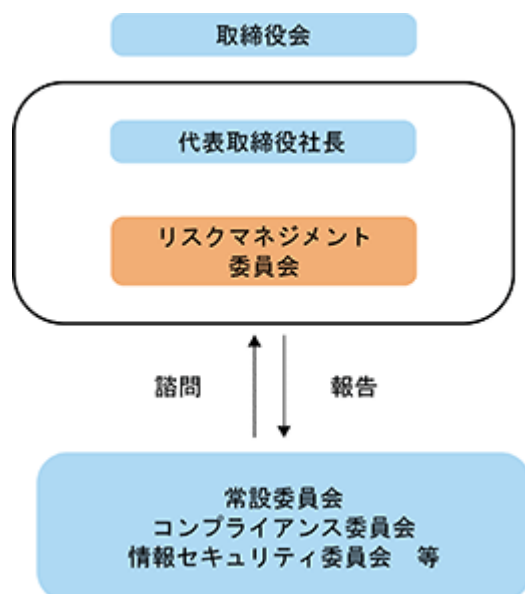 取締役会
代表取締役社長
リスクマネジメント
委員会
諮問 報告
常設委員会
コンプライアンス委員会
情報セキュリティ委員会　等